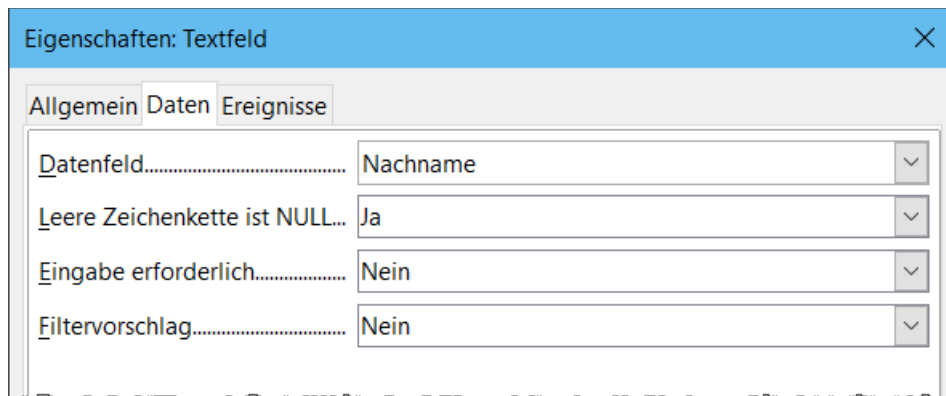 Eigenschaften: Textfeld
Allgemein Daten Ereignisse
Datenfeld............................................ Nachname
Leere Zeichenkette ist NULL... Ja
Eingabe erforderlich.................... Nein
Filtervorschlag.................................. Nein